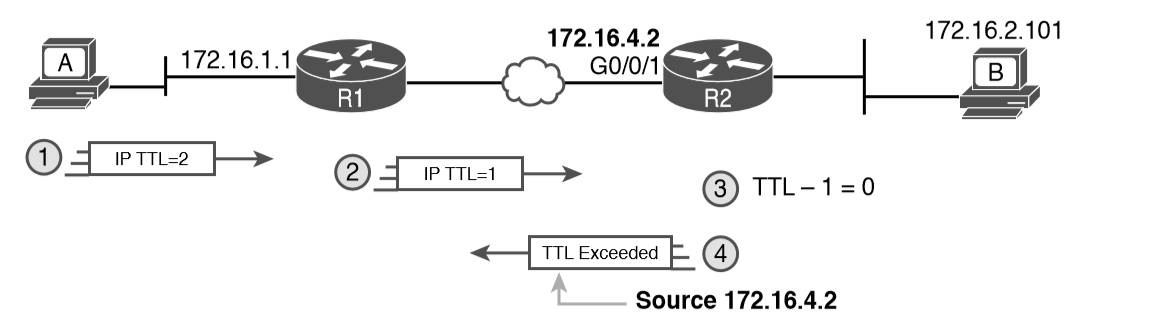 A
172.16.1.1
R1
172.16.4.2
G0/0/1
R2
172.16.2.101
B
1
IP TTL=2
2
IP TTL=1
3
TTL – 1 = 0
TTL Exceeded
4
Source 172.16.4.2